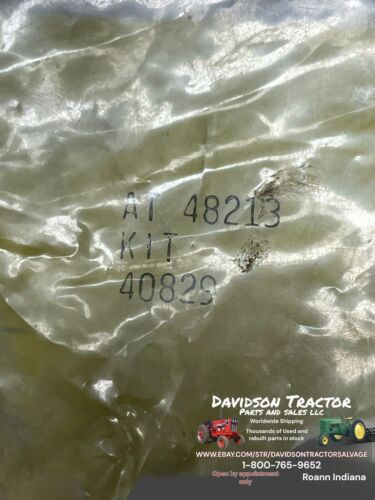 AT 48213
KIT
40829
DAVIDSON TRACTOR
PARTS AND SALES LLC
Worldwide Shipping
Thousands of Used and
rebuilt parts in stock
WWW.EBAY.COM/STR/DAVIDSONTRACTORSALVAGE
1-800-765-9652
Open by appointment
only
Roann Indiana